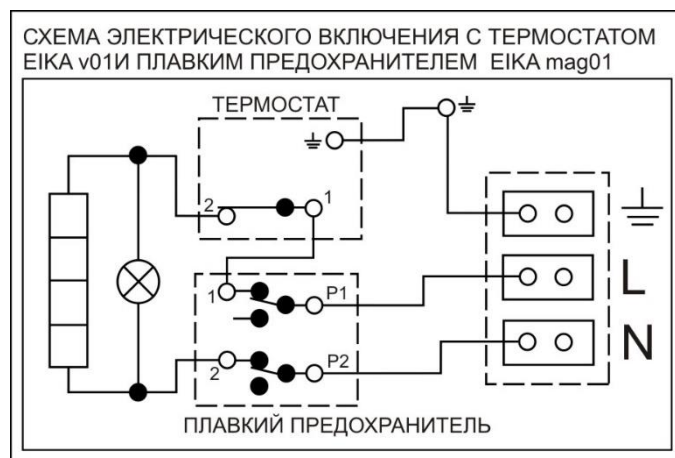 СХЕМА ЭЛЕКТРИЧЕСКОГО ВКЛЮЧЕНИЯ С ТЕРМОСТАТОМ
EIKA v01И ПЛАВКИМ ПРЕДОХРАНИТЕЛЕМ EIKA mag01
ТЕРМОСТАТ
2
1
1
P1
L
2
P2
N
ПЛАВКИЙ ПРЕДОХРАНИТЕЛЬ